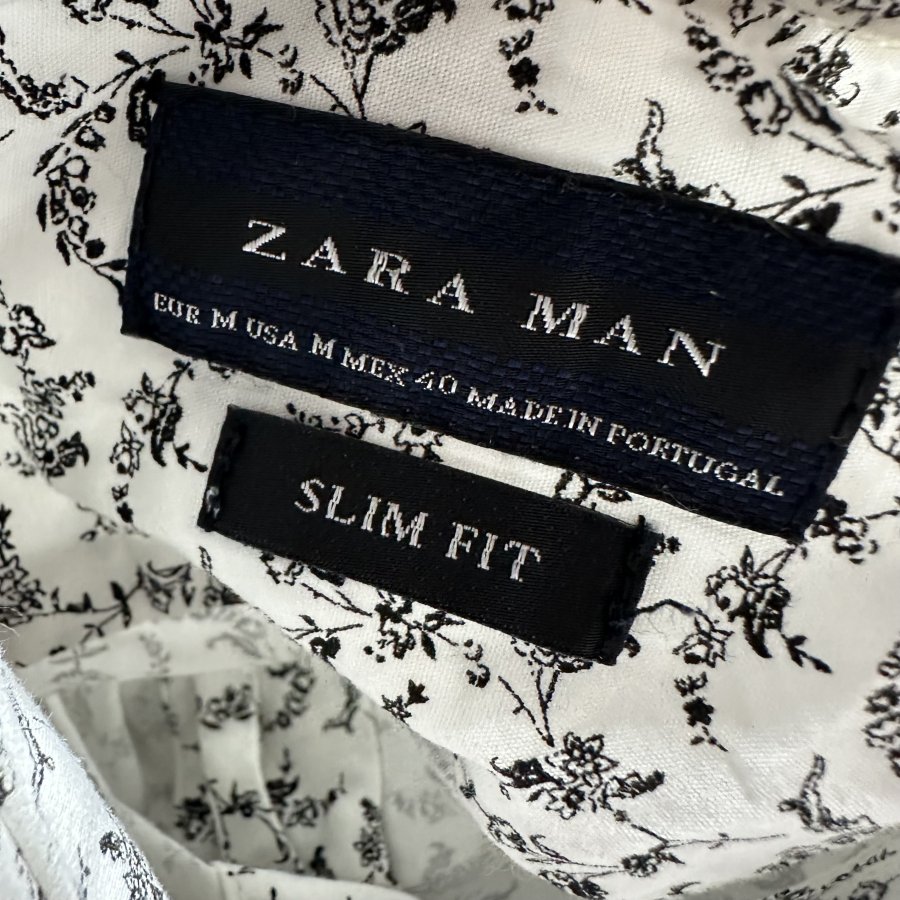 ZARA MAN
EUR M USA M MEX 40 MADE IN PORTUGAL
SLIM FIT